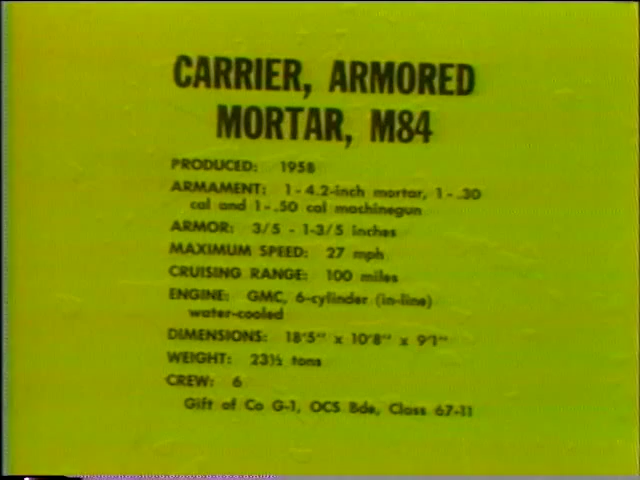 CARRIER, ARMORED
MORTAR, M84
PRODUCED: 1958
ARMAMENT: 1-4.2-inch mortar, 1-.30
cal and 1-.50 cal machinegun
ARMOR: 3/5 - 1-3/5 inches
MAXIMUM SPEED: 27 mph
CRUISING RANGE: 100 miles
ENGINE: GMC, 6-cylinder (in-line)
water-cooled
DIMENSIONS: 18'5" x 10'8" x 9'1"
WEIGHT: 23½ tons
CREW: 6
Gift of Co G-1, OCS Bde, Class 67-11